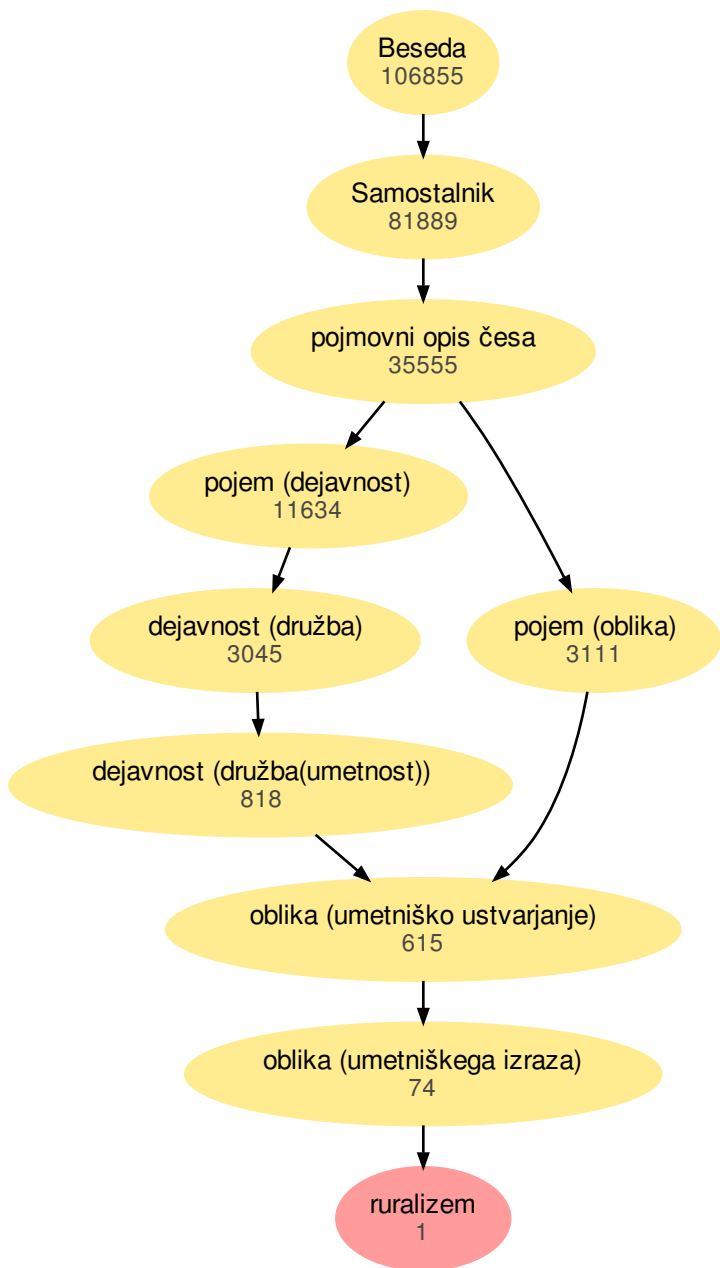 Beseda
106855
Samostalnik
81889
pojmovni opis česa
35555
pojem (dejavnost)
11634
dejavnost (družba)
3045
pojem (oblika)
3111
dejavnost (družba(umetnost))
818
oblika (umetniško ustvarjanje)
615
oblika (umetniškega izraza)
74
ruralizem
1